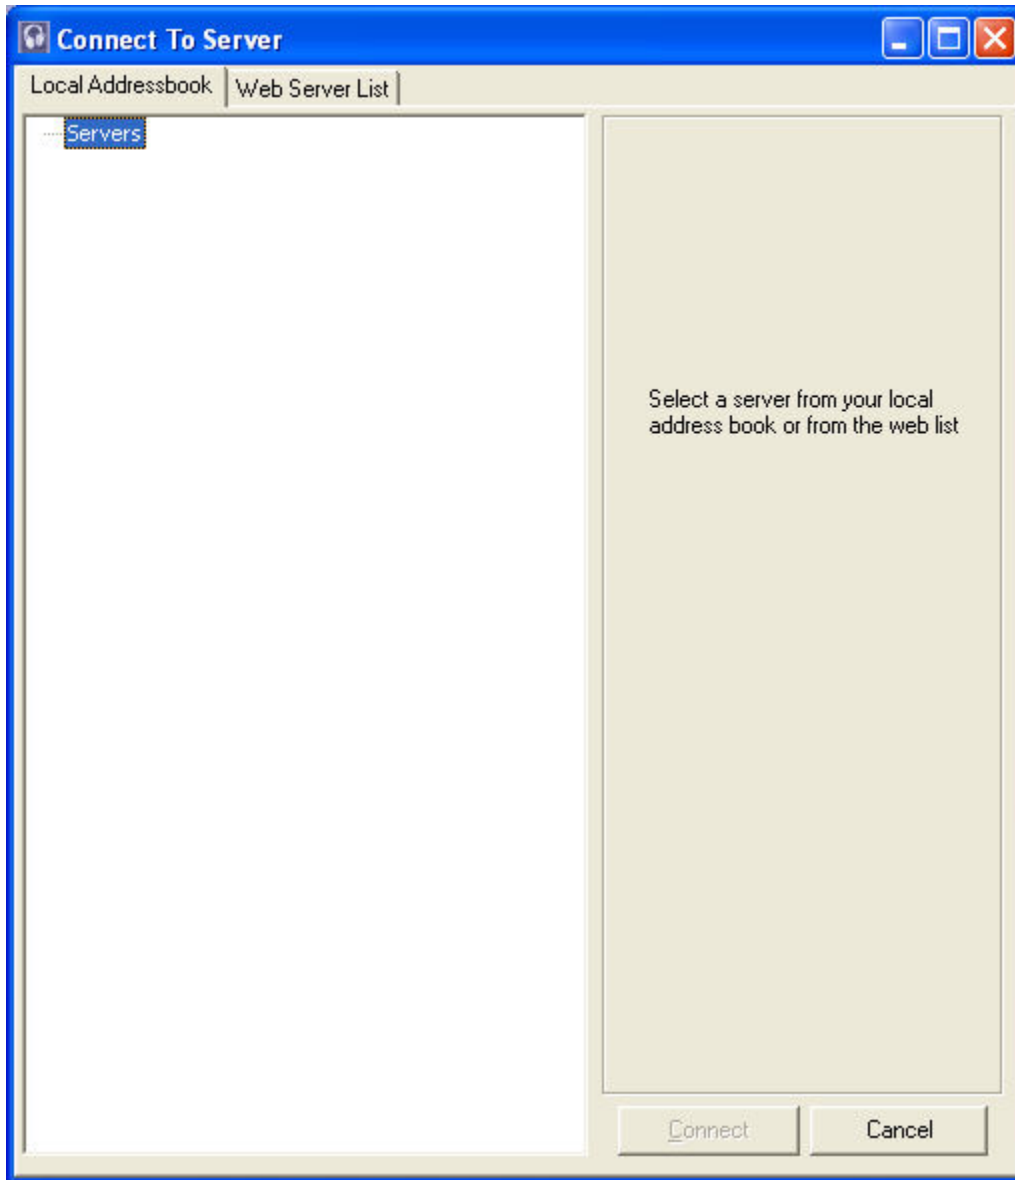 Connect To Server
Local Addressbook
Web Server List
Servers
Select a server from your local
address book or from the web list
Connect
Cancel